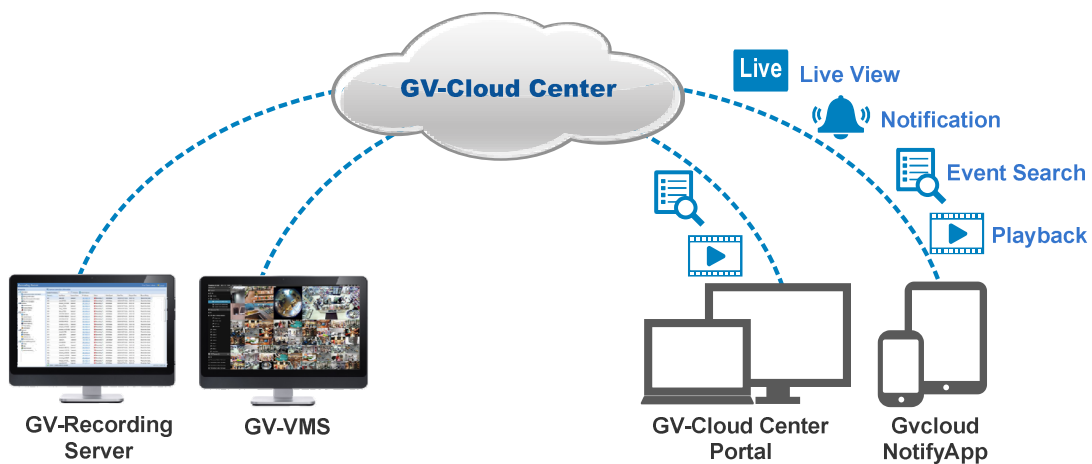 GV-Cloud Center
Live
Live View
Notification
Event Search
Playback
GV-Recording
Server
GV-VMS
GV-Cloud Center
Portal
Gvcloud
NotifyApp